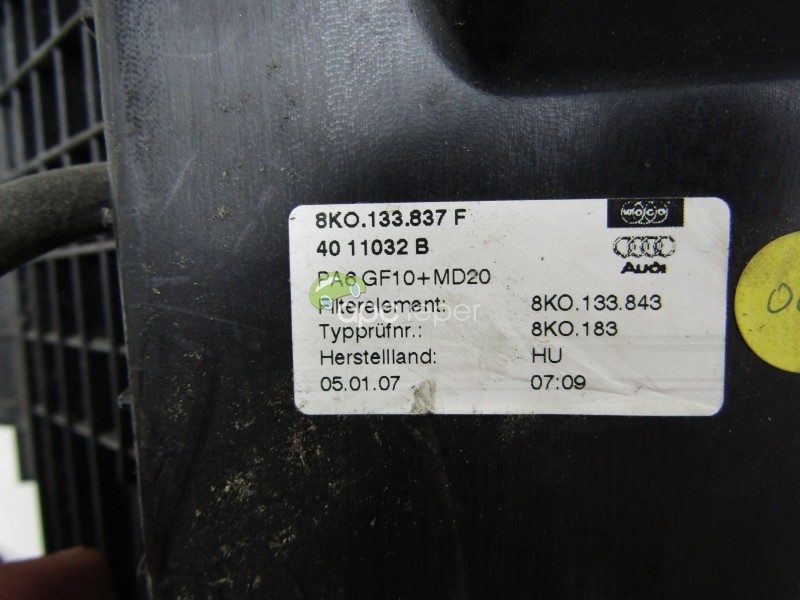 8KO.133.837 F
woco
40 11032 B
Audi
PA6 GF10+MD20
Filterelement: 8KO.133.843
Typprüfnr.: 8KO.183
Herstellland: HU
05.01.07 07:09